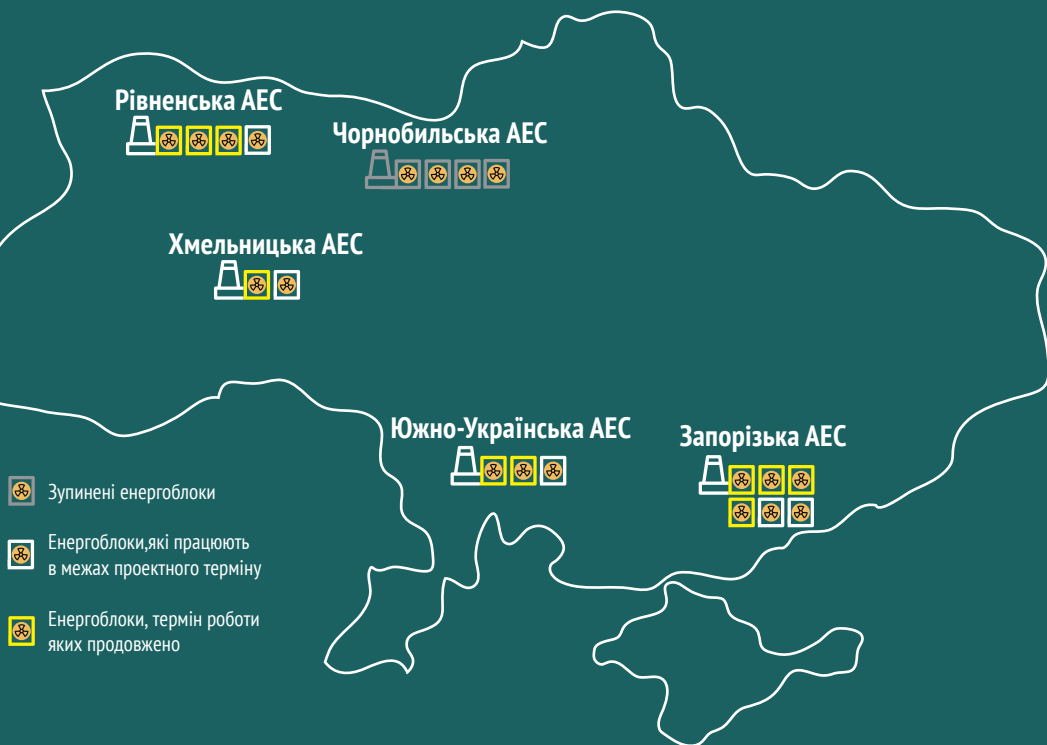 Рівненська АЕС
Чорнобильська АЕС
Хмельницька АЕС
Южно-Українська АЕС
Запорізька АЕС
Зупинені енергоблоки
Енергоблоки,які працюють
в межах проектного терміну
Енергоблоки, термін роботи
яких продовжено